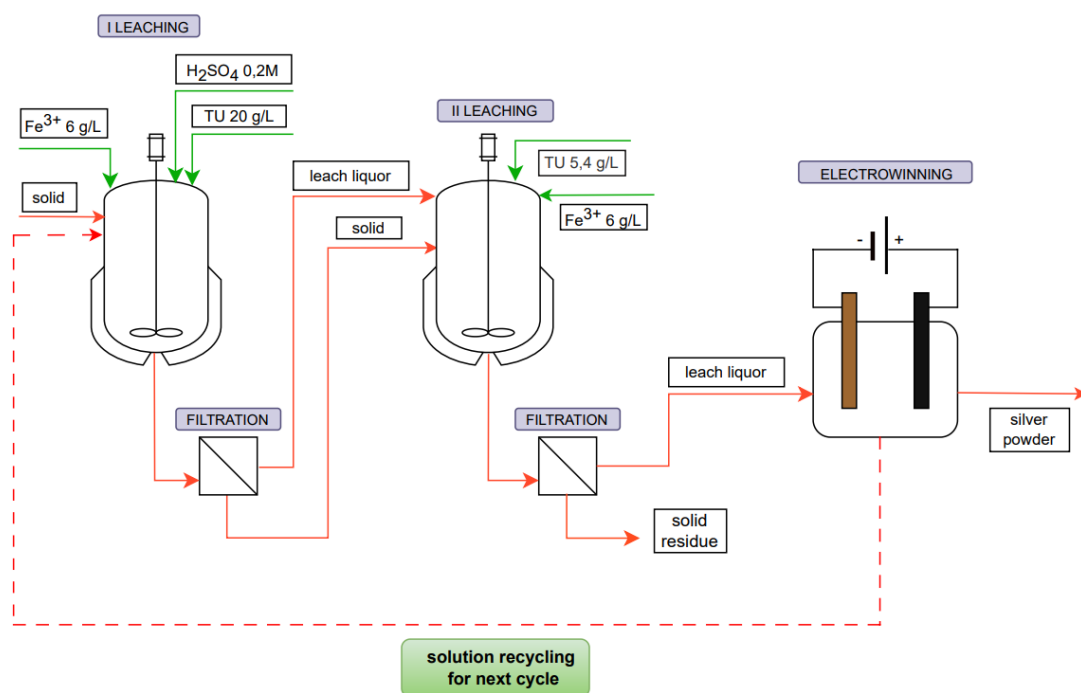 I LEACHING
H₂SO₄ 0,2M
Fe³⁺ 6 g/L
TU 20 g/L
solid
II LEACHING
TU 5,4 g/L
leach liquor
Fe³⁺ 6 g/L
solid
ELECTROWINNING
- +
leach liquor
FILTRATION
FILTRATION
silver
powder
solid
residue
solution recycling
for next cycle